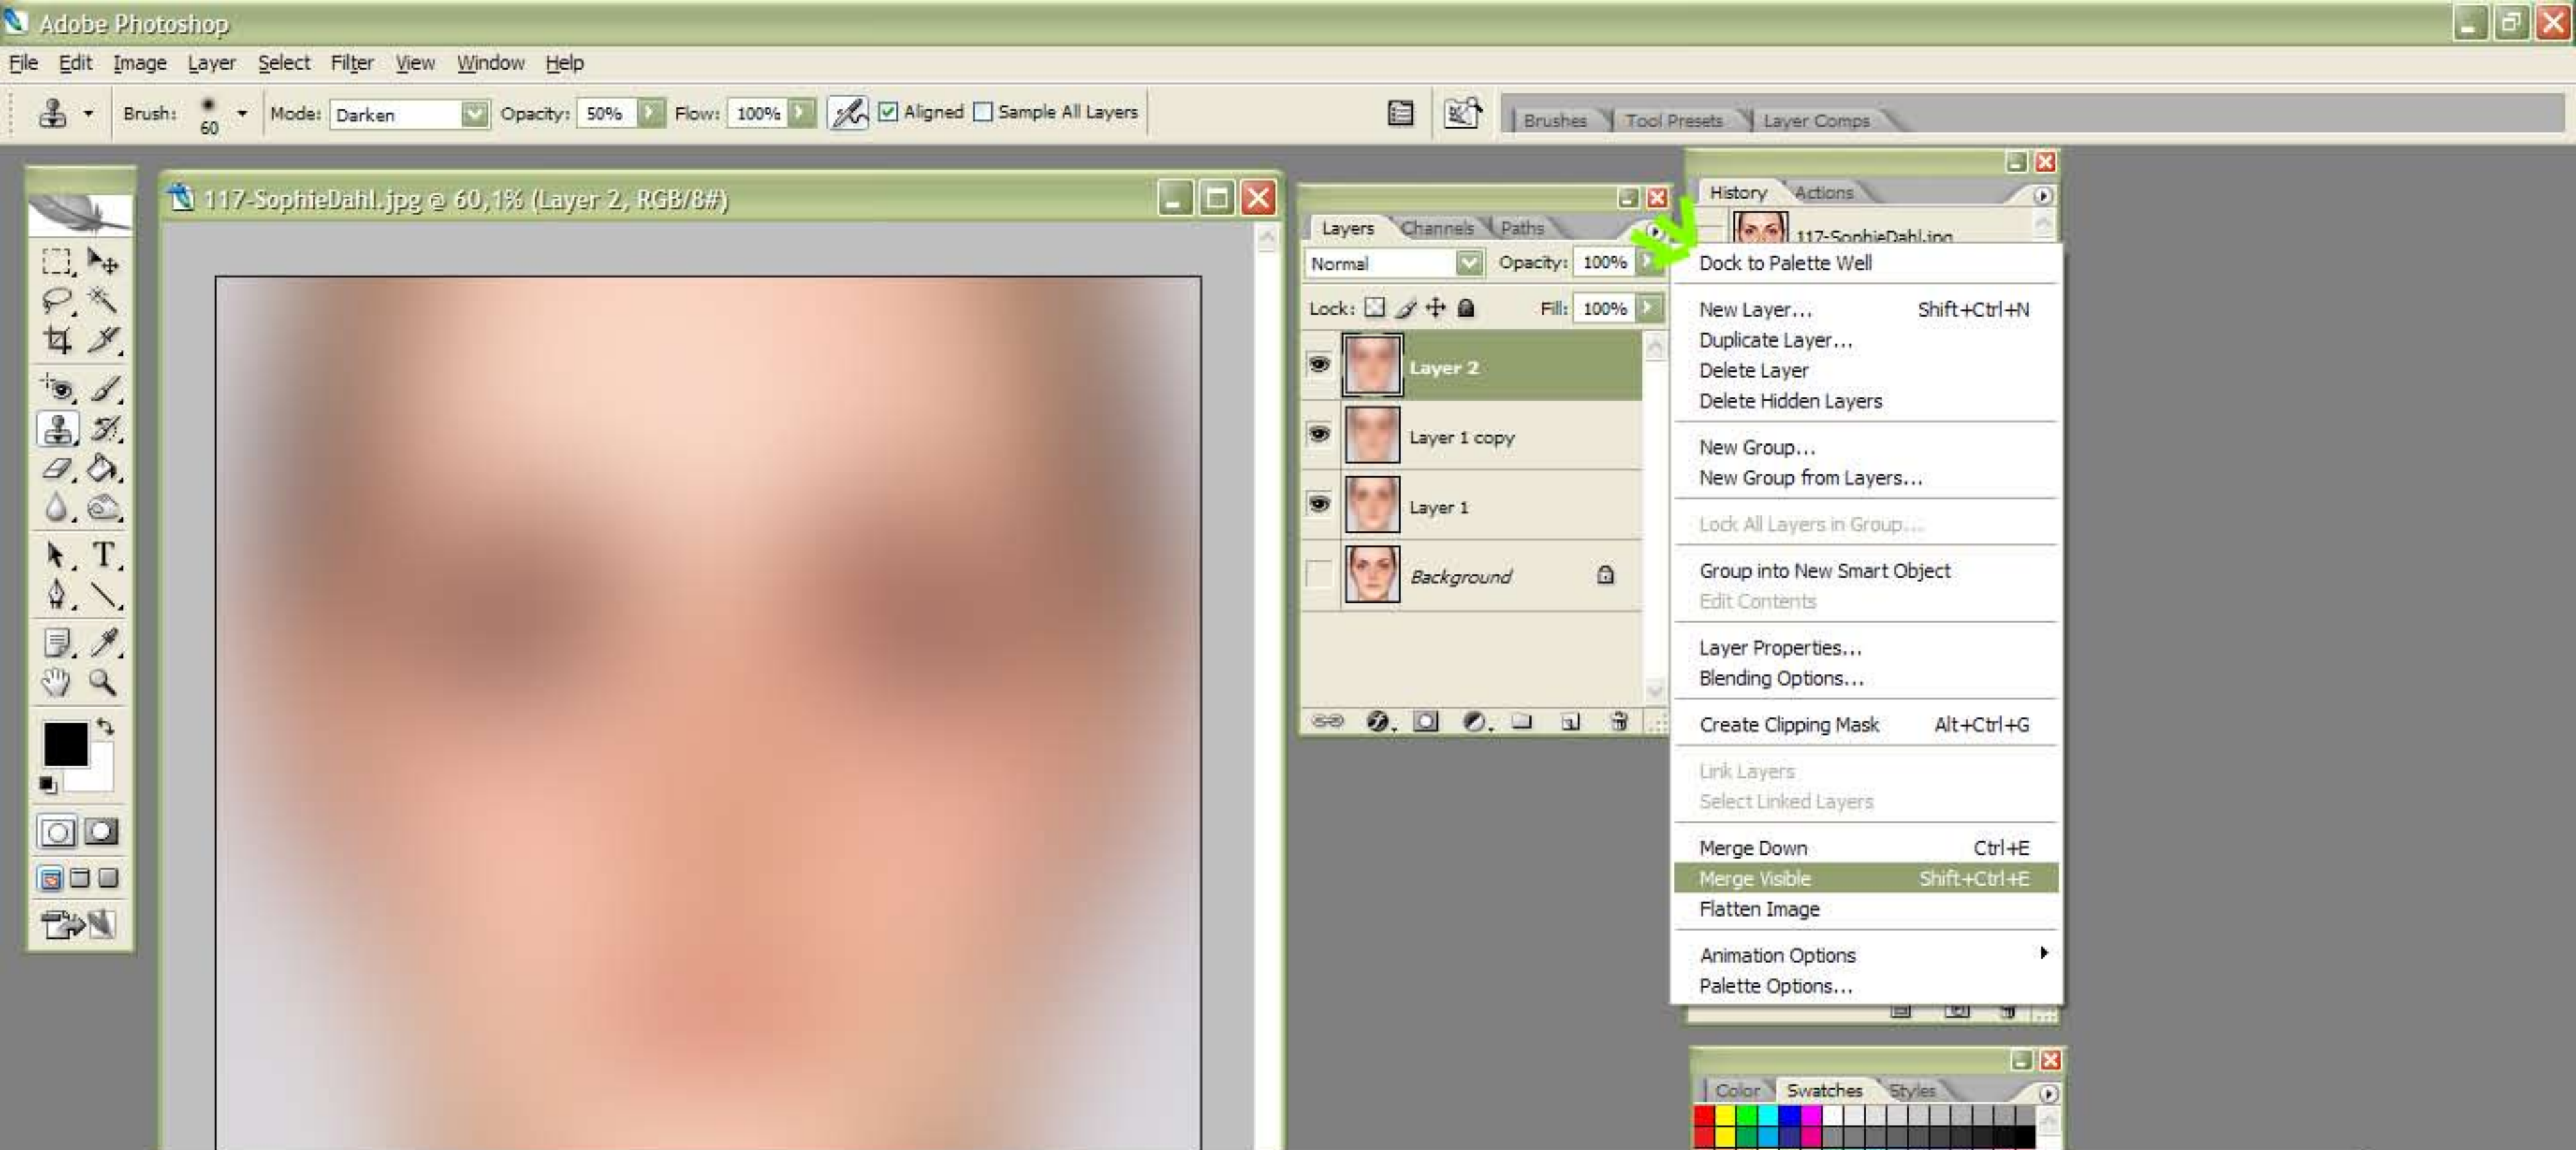 Adobe Photoshop
File Edit Image Layer Select Filter View Window Help
Brush: 60 Mode: Darken Opacity: 50% Flow: 100% Aligned Sample All Layers
Brushes Tool Presets Layer Comps
117-SophieDahl.jpg @ 60,1% (Layer 2, RGB/8#)
Layers Channels Paths
Normal Opacity: 100%
Lock: Fill: 100%
Layer 2
Layer 1 copy
Layer 1
Background
History Actions
117-SophieDahl.jpg
Dock to Palette Well
New Layer... Shift+Ctrl+N
Duplicate Layer...
Delete Layer
Delete Hidden Layers
New Group...
New Group from Layers...
Lock All Layers in Group...
Group into New Smart Object
Edit Contents
Layer Properties...
Blending Options...
Create Clipping Mask Alt+Ctrl+G
Link Layers
Select Linked Layers
Merge Down Ctrl+E
Merge Visible Shift+Ctrl+E
Flatten Image
Animation Options
Palette Options...
Color Swatches Styles